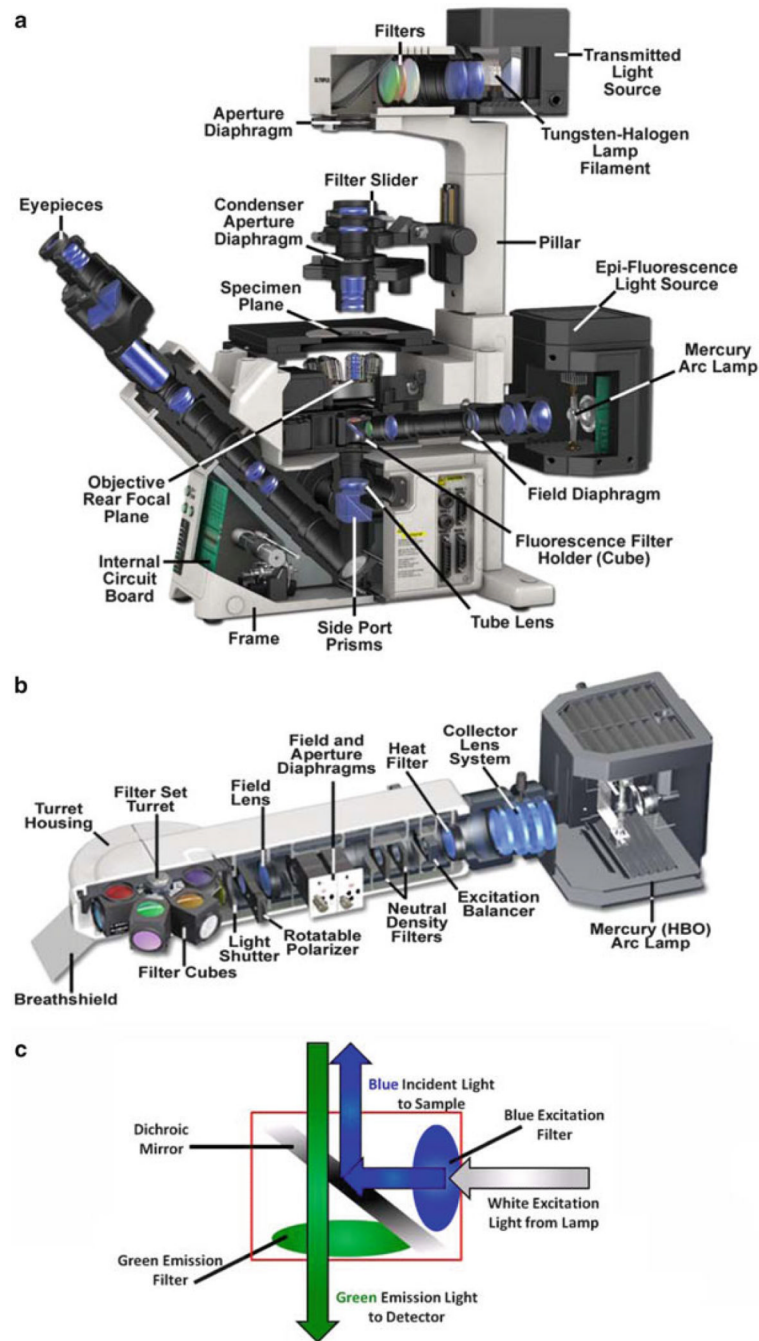 a
Filters
Transmitted
Light
Source
Aperture
Diaphragm
Tungsten-Halogen
Lamp
Filament
Filter Slider
Eyepieces
Condenser
Aperture
Diaphragm
Pillar
Epi-Fluorescence
Light Source
Specimen
Plane
Mercury
Arc Lamp
Objective
Rear Focal
Plane
Field Diaphragm
Fluorescence Filter
Holder (Cube)
Internal
Circuit
Board
Frame
Side Port
Prisms
Tube Lens
b
Collector
Lens
System
Field and
Aperture
Diaphragms
Heat
Filter
Filter Set
Turret
Field
Lens
Turret
Housing
Excitation
Balancer
Neutral
Density
Filters
Mercury (HBO)
Arc Lamp
Rotatable
Polarizer
Light
Shutter
Filter Cubes
Breathshield
c
Blue Incident Light
to Sample
Blue Excitation
Filter
Dichroic
Mirror
White Excitation
Light from Lamp
Green Emission
Filter
Green Emission Light
to Detector